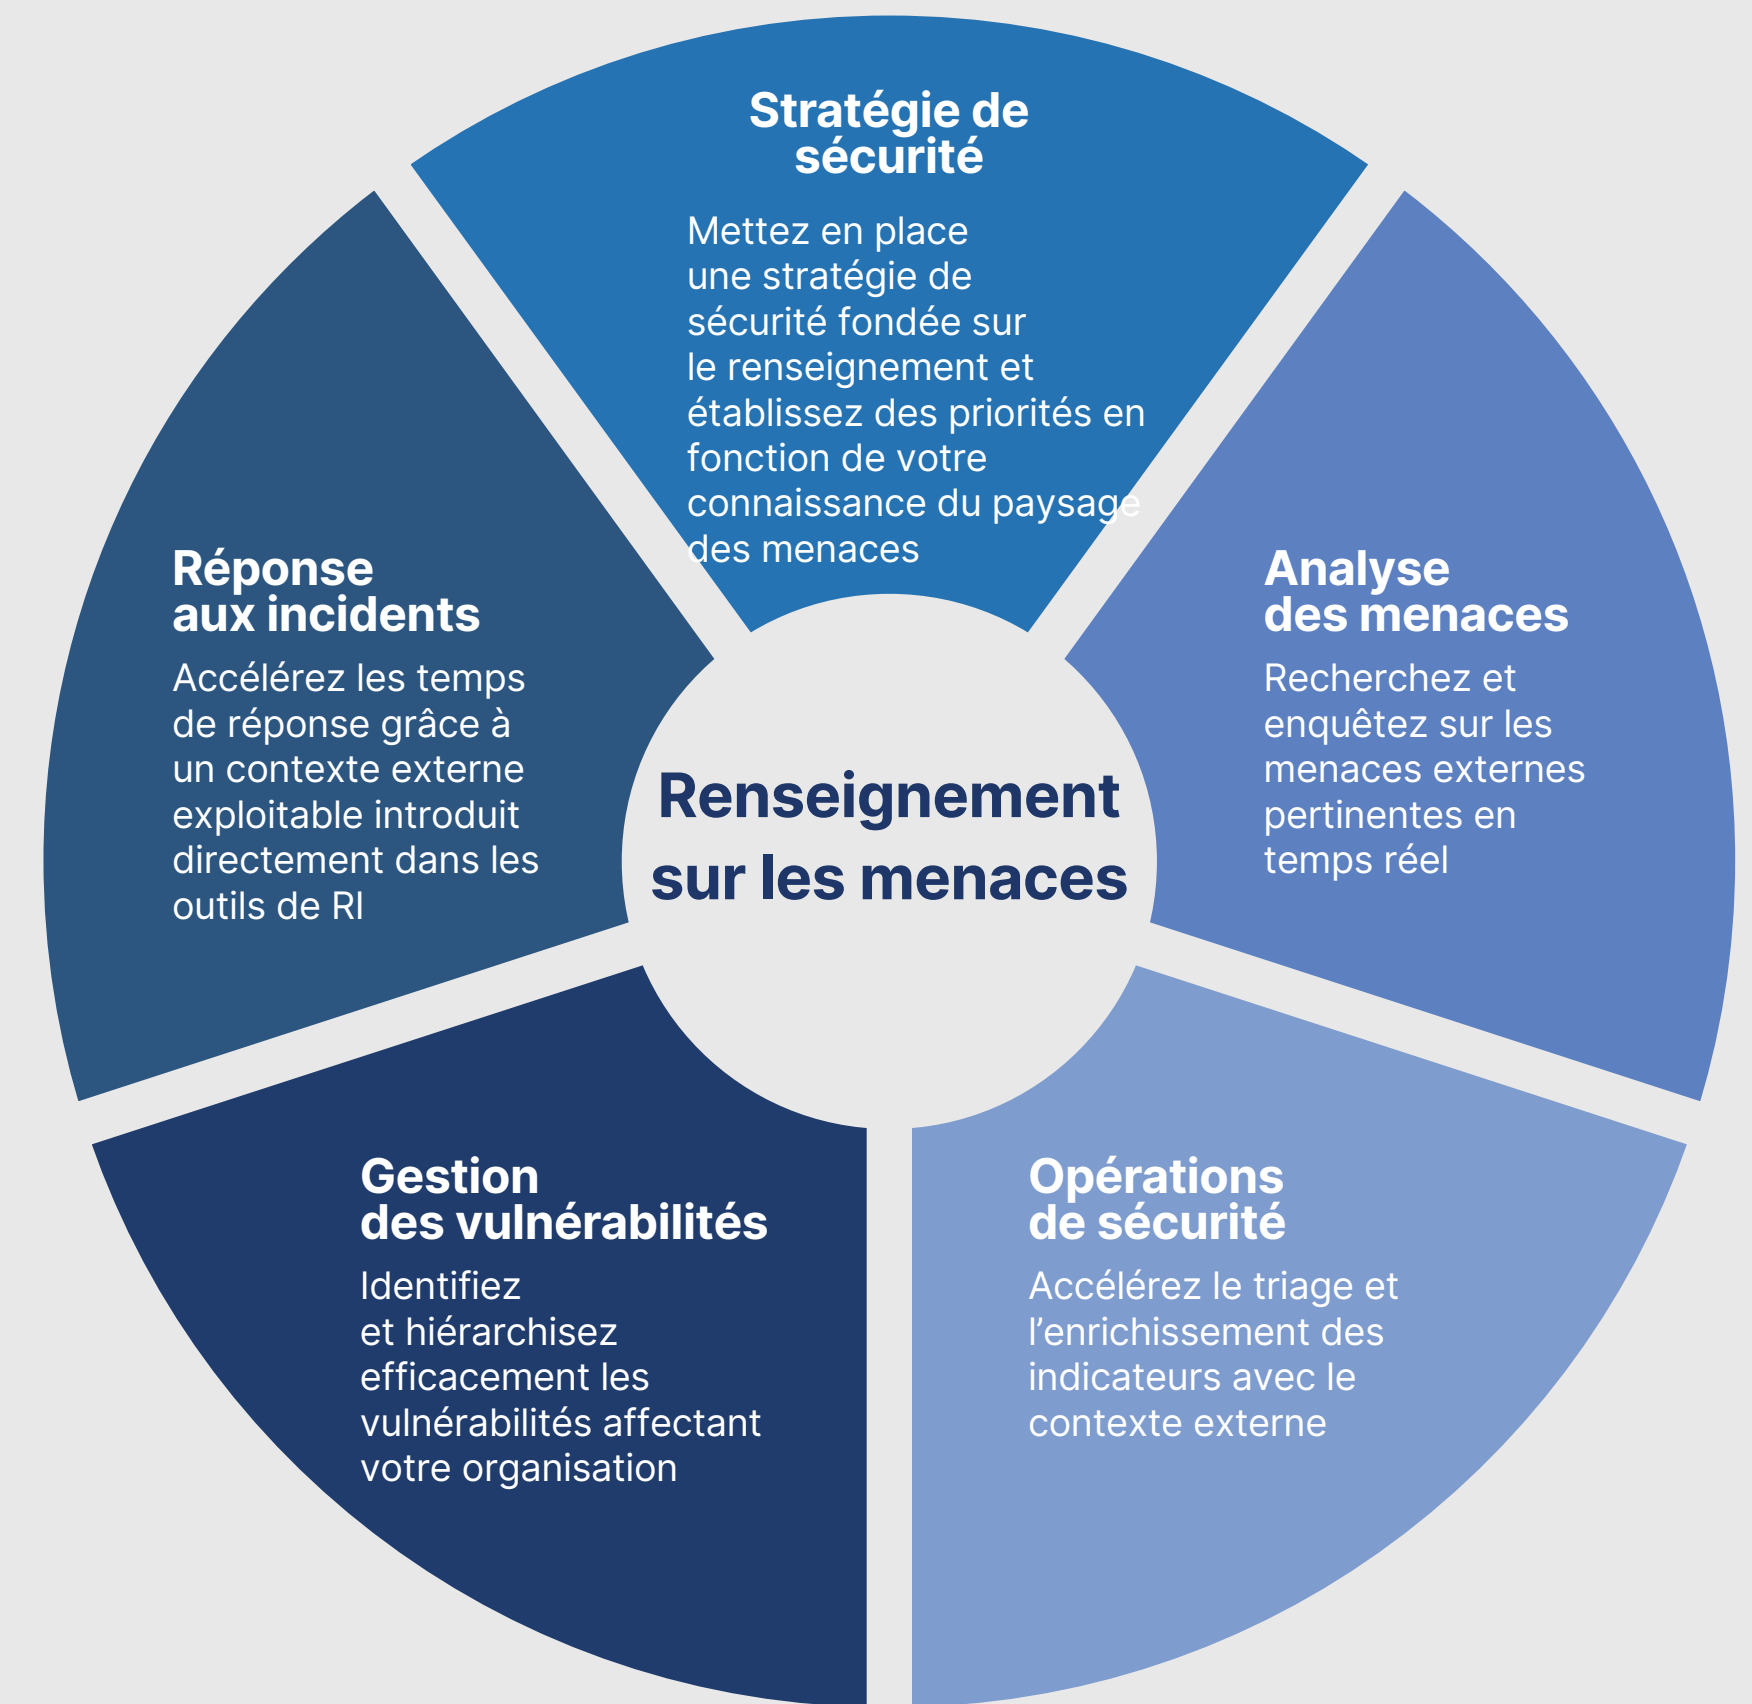 Stratégie de
sécurité
Mettez en place
une stratégie de
sécurité fondée sur
le renseignement et
établissez des priorités en
fonction de votre
connaissance du paysage
des menaces
Réponse
aux incidents
Accélérez les temps
de réponse grâce à
un contexte externe
exploitable introduit
directement dans les
outils de RI
Renseignement
sur les menaces
Analyse
des menaces
Recherchez et
enquêtez sur les
menaces externes
pertinentes en
temps réel
Gestion
des vulnérabilités
Identifiez
et hiérarchisez
efficacement les
vulnérabilités affectant
votre organisation
Opérations
de sécurité
Accélérez le triage et
l’enrichissement des
indicateurs avec le
contexte externe